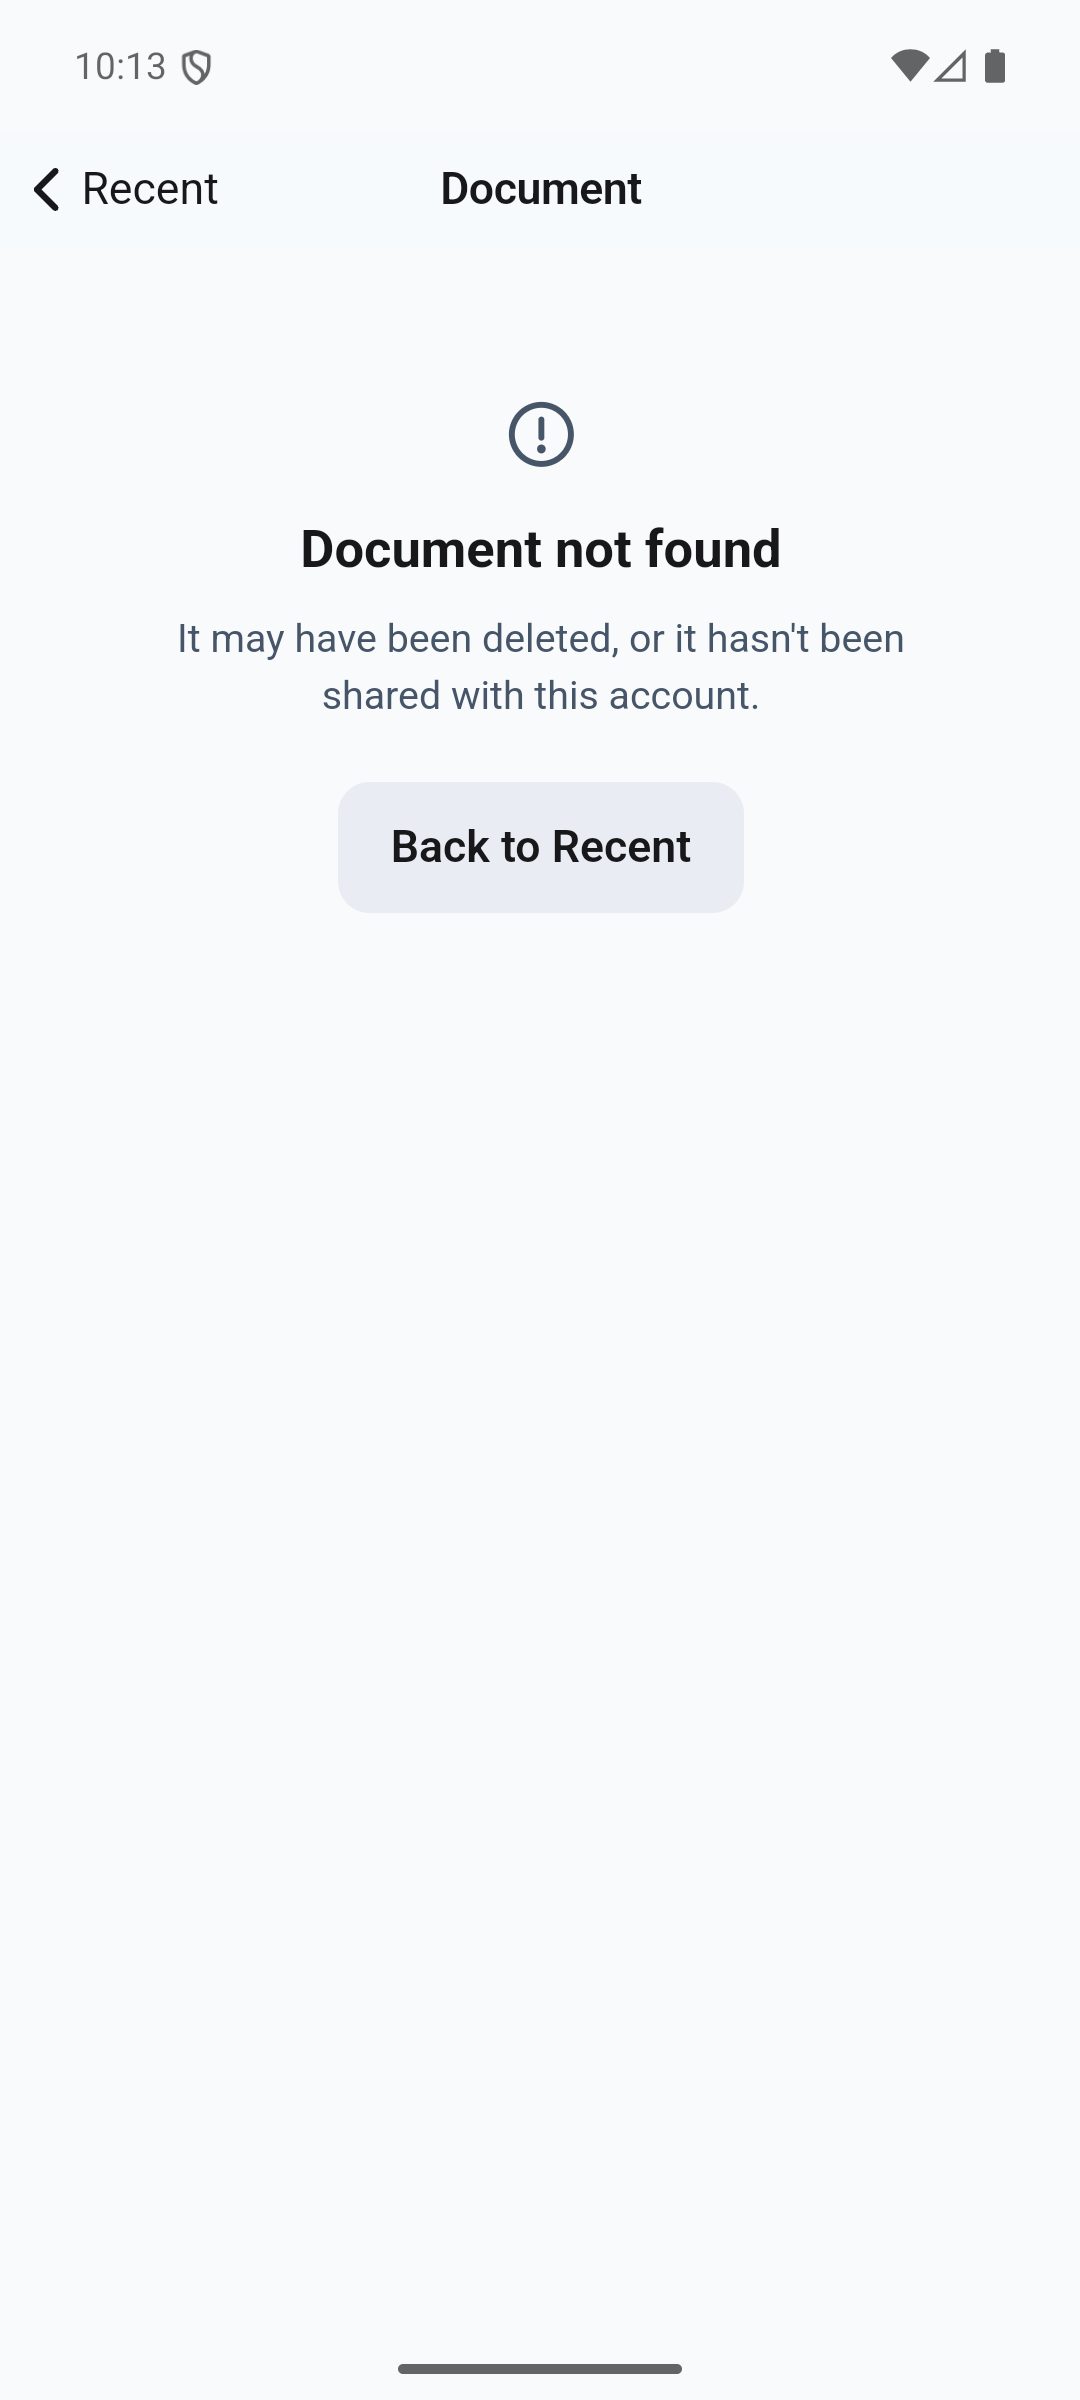 10:13
Recent
Document
Document not found
It may have been deleted, or it hasn't been
shared with this account.
Back to Recent